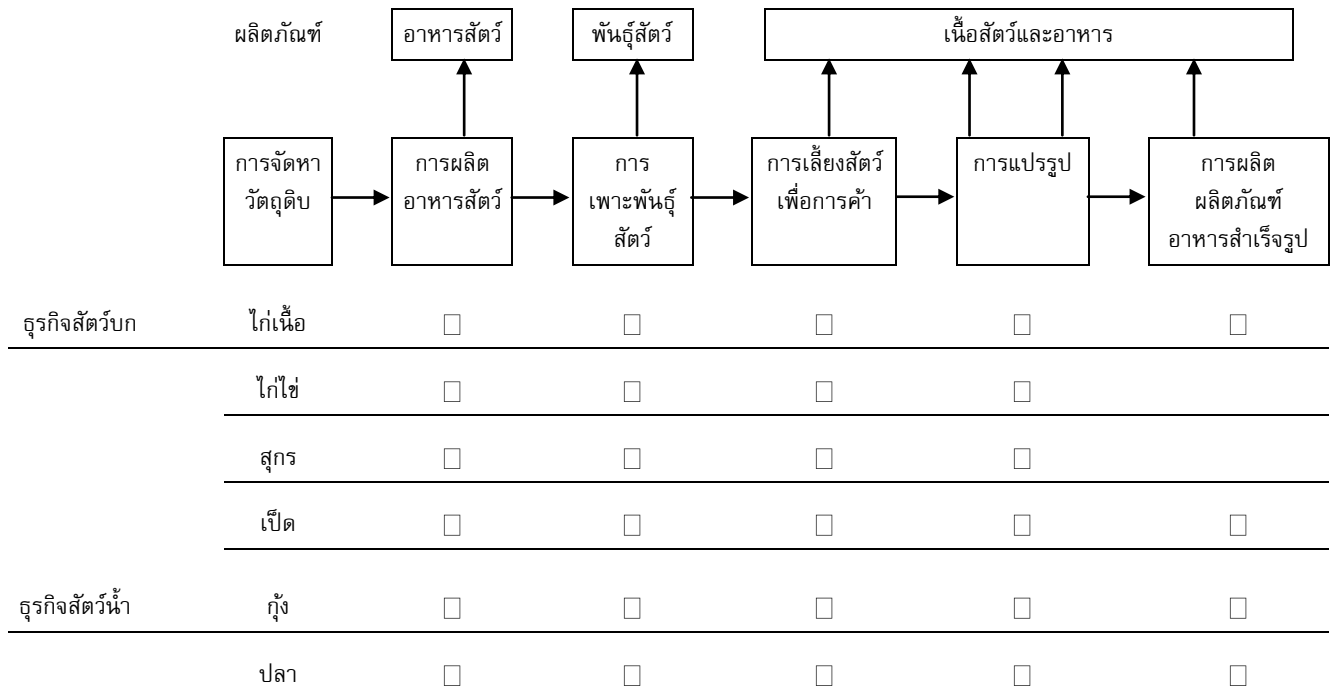 ผลิตภัณฑ์ อาหารสัตว์ พันธุ์สัตว์ เนื้อสัตว์และอาหาร
การจัดหา
วัตถุดิบ
การผลิต
อาหารสัตว์
การ
เพาะพันธุ์
สัตว์
การเลี้ยงสัตว์
เพื่อการค้า
การแปรรูป
การผลิต
ผลิตภัณฑ์
อาหารสำเร็จรูป
ธุรกิจสัตว์บก ไก่เนื้อ □ □ □ □ □
ไก่ไข่ □ □ □ □
สุกร □ □ □ □
เป็ด □ □ □ □ □
ธุรกิจสัตว์น้ำ กุ้ง □ □ □ □ □
ปลา □ □ □ □ □